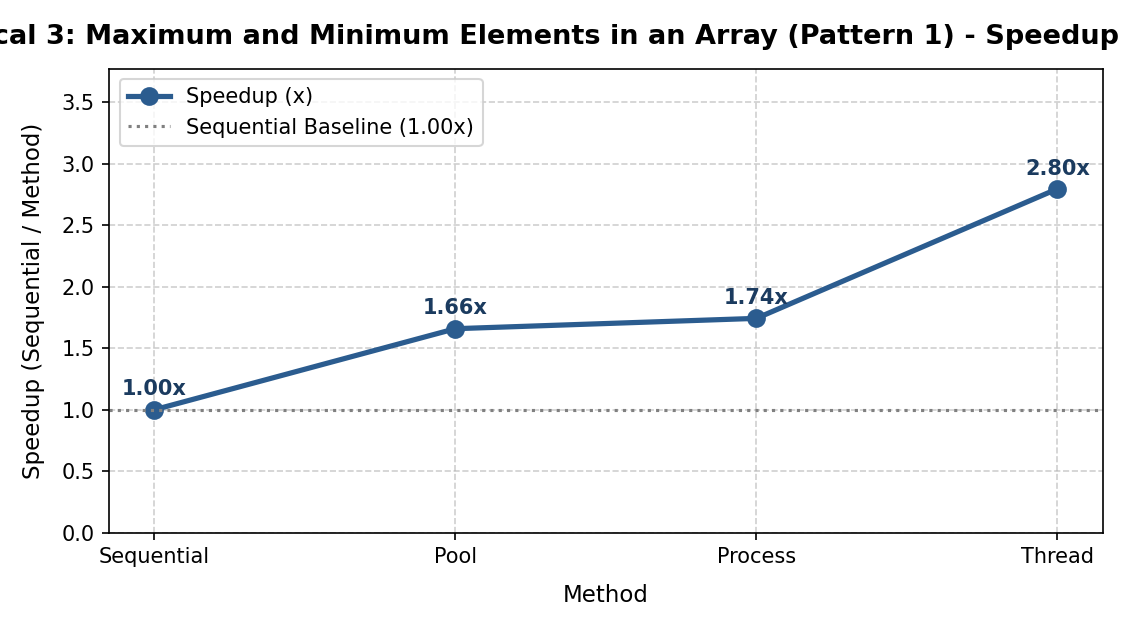 cal 3: Maximum and Minimum Elements in an Array (Pattern 1) - Speedup
Speedup (x)
Sequential Baseline (1.00x)
Speedup (Sequential / Method)
3.5
3.0
2.5
2.0
1.5
1.0
0.5
0.0
1.00x
1.66x
1.74x
2.80x
Sequential
Pool
Process
Thread
Method